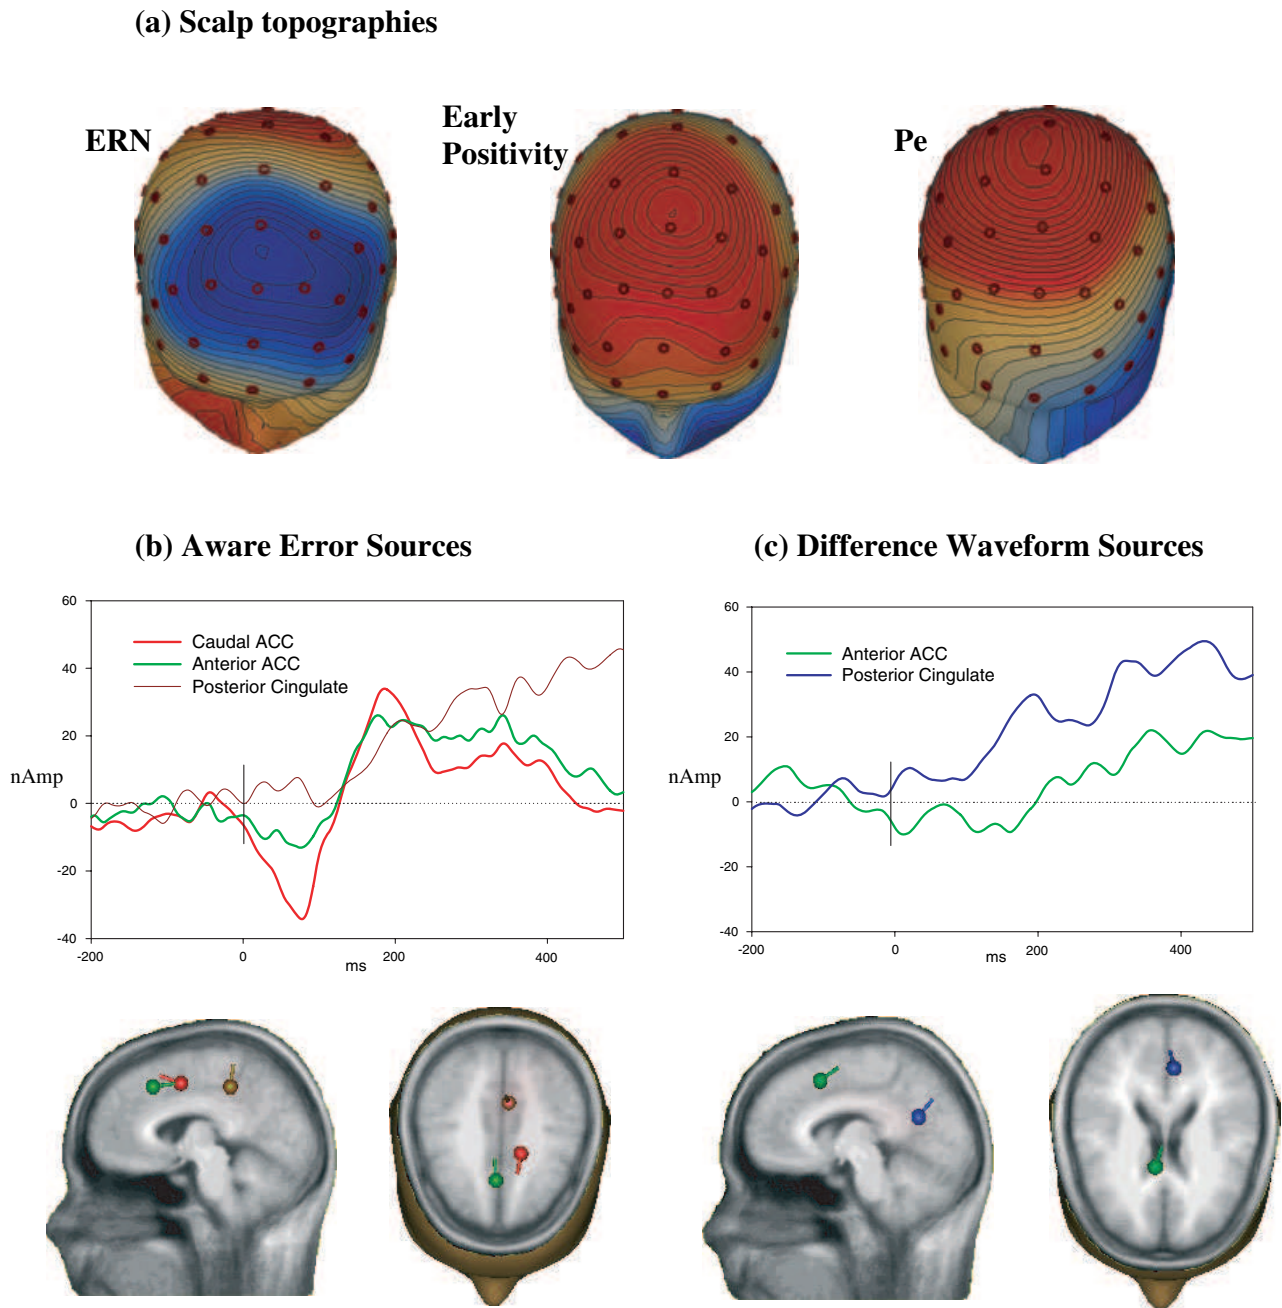 (a) Scalp topographies
ERN
Early
Positivity
Pe
(b) Aware Error Sources
60
40
20
0
-20
-40
nAmp
Caudal ACC
Anterior ACC
Posterior Cingulate
-200
0
200
400
ms
(c) Difference Waveform Sources
60
40
20
0
-20
-40
nAmp
Anterior ACC
Posterior Cingulate
-200
0
200
400
ms